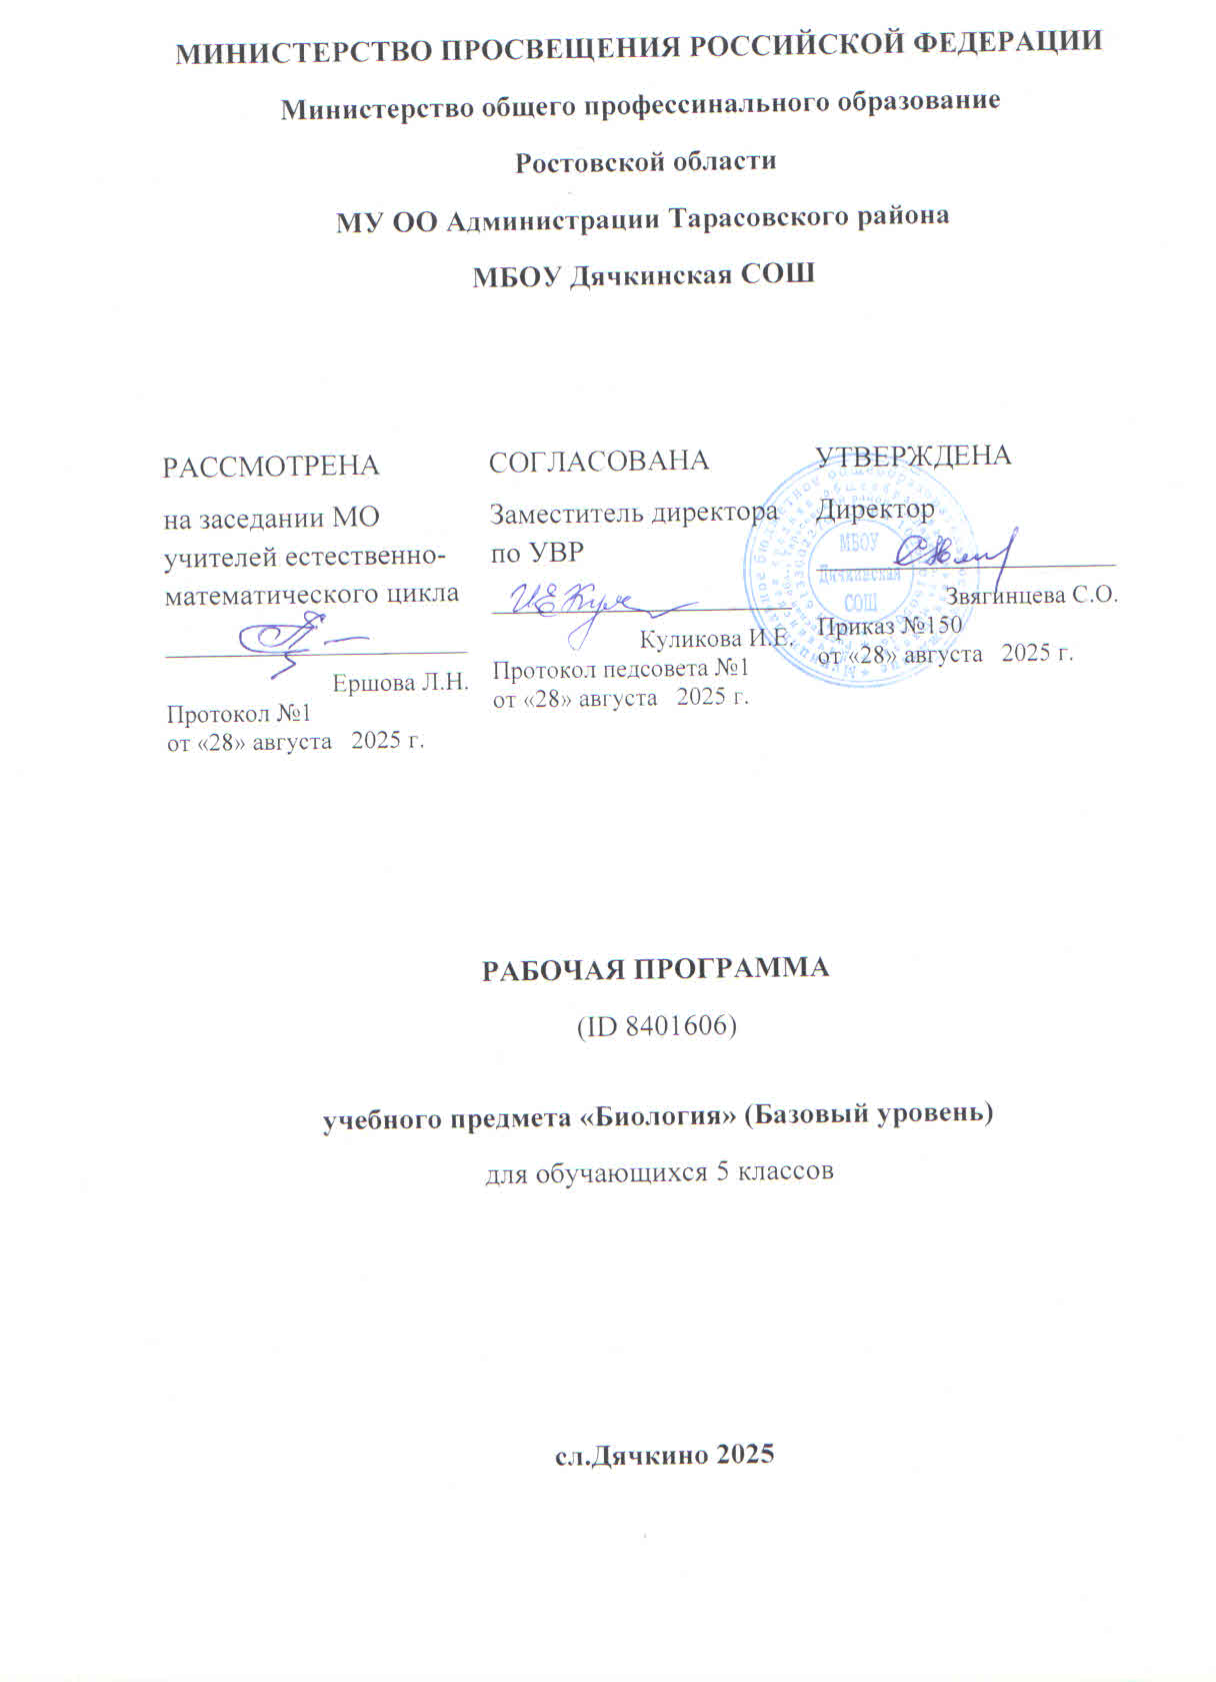 МИНИСТЕРСТВО ПРОСВЕЩЕНИЯ РОССИЙСКОЙ ФЕДЕРАЦИИ
Министерство общего профессинального образование
Ростовской области
МУ ОО Администрации Тарасовского района
МБОУ Дячкинская СОШ
РАССМОТРЕНА
на заседании МО
учителей естественно-
математического цикла
Ершова Л.Н.
Протокол №1
от «28» августа 2025 г.
СОГЛАСОВАНА
Заместитель директора
по УВР
Куликова И.Е.
Протокол педсовета №1
от «28» августа 2025 г.
УТВЕРЖДЕНА
Директор
Звягинцева С.О.
Приказ №150
от «28» августа 2025 г.
МБОУ
Дячкинская
СОШ
РАБОЧАЯ ПРОГРАММА
(ID 8401606)
учебного предмета «Биология» (Базовый уровень)
для обучающихся 5 классов
сл.Дячкино 2025